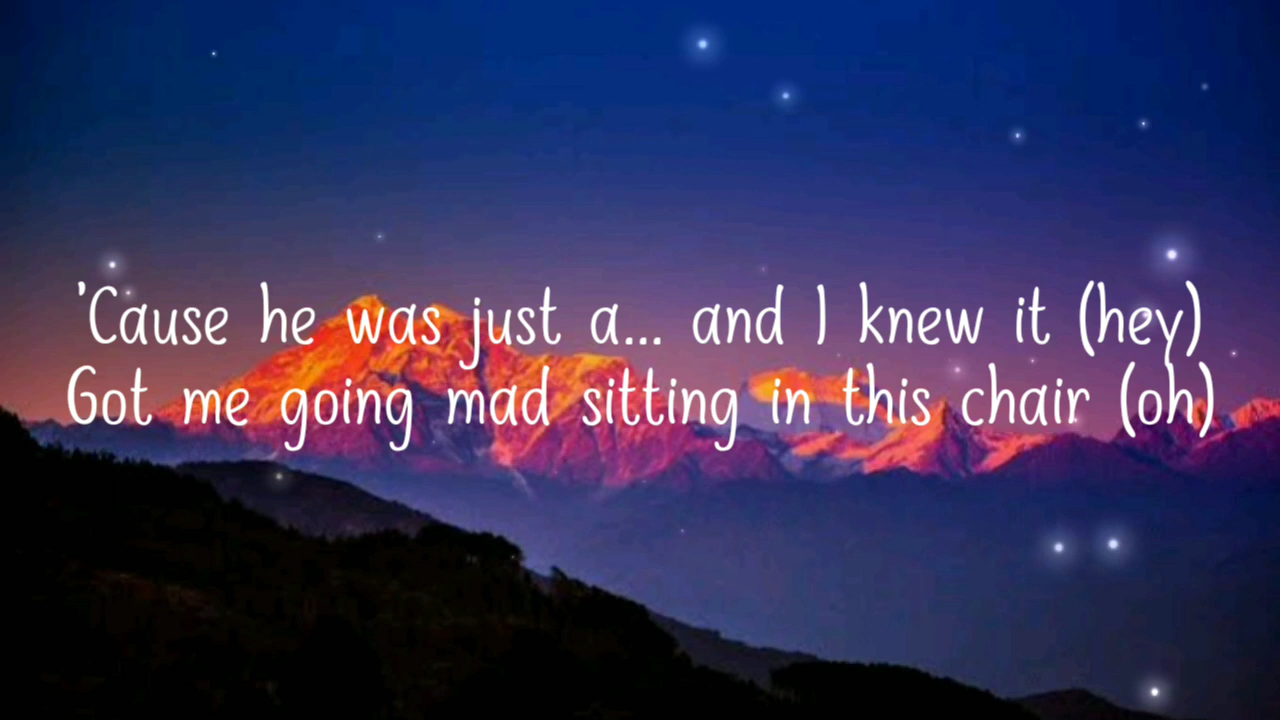 'Cause he was just a... and I knew it (hey)
Got me going mad sitting in this chair (oh)